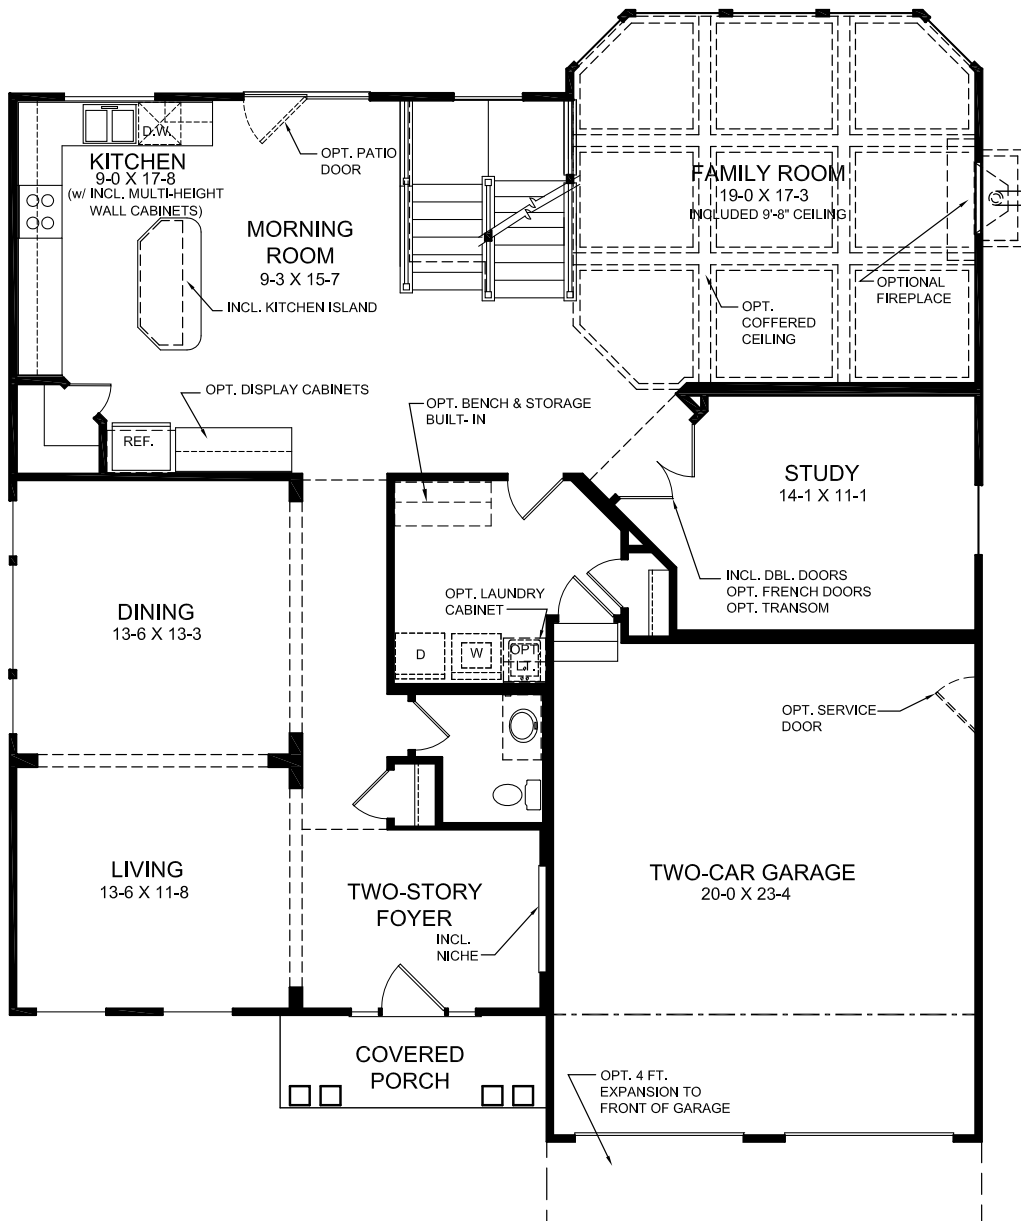 D.W.
KITCHEN
9-0 X 17-8
(w/ INCL. MULTI-HEIGHT
WALL CABINETS)
OPT. PATIO
DOOR
FAMILY ROOM
19-0 X 17-3
INCLUDED 9'-8" CEILING
MORNING
ROOM
9-3 X 15-7
INCL. KITCHEN ISLAND
OPTIONAL
FIREPLACE
OPT.
COFFERED
CEILING
OPT. DISPLAY CABINETS
OPT. BENCH & STORAGE
BUILT- IN
REF.
STUDY
14-1 X 11-1
INCL. DBL. DOORS
OPT. FRENCH DOORS
OPT. TRANSOM
OPT. LAUNDRY
CABINET
DINING
13-6 X 13-3
D
W
OPT
L.T.
OPT. SERVICE
DOOR
LIVING
13-6 X 11-8
TWO-STORY
FOYER
INCL.
NICHE
TWO-CAR GARAGE
20-0 X 23-4
COVERED
PORCH
OPT. 4 FT.
EXPANSION TO
FRONT OF GARAGE